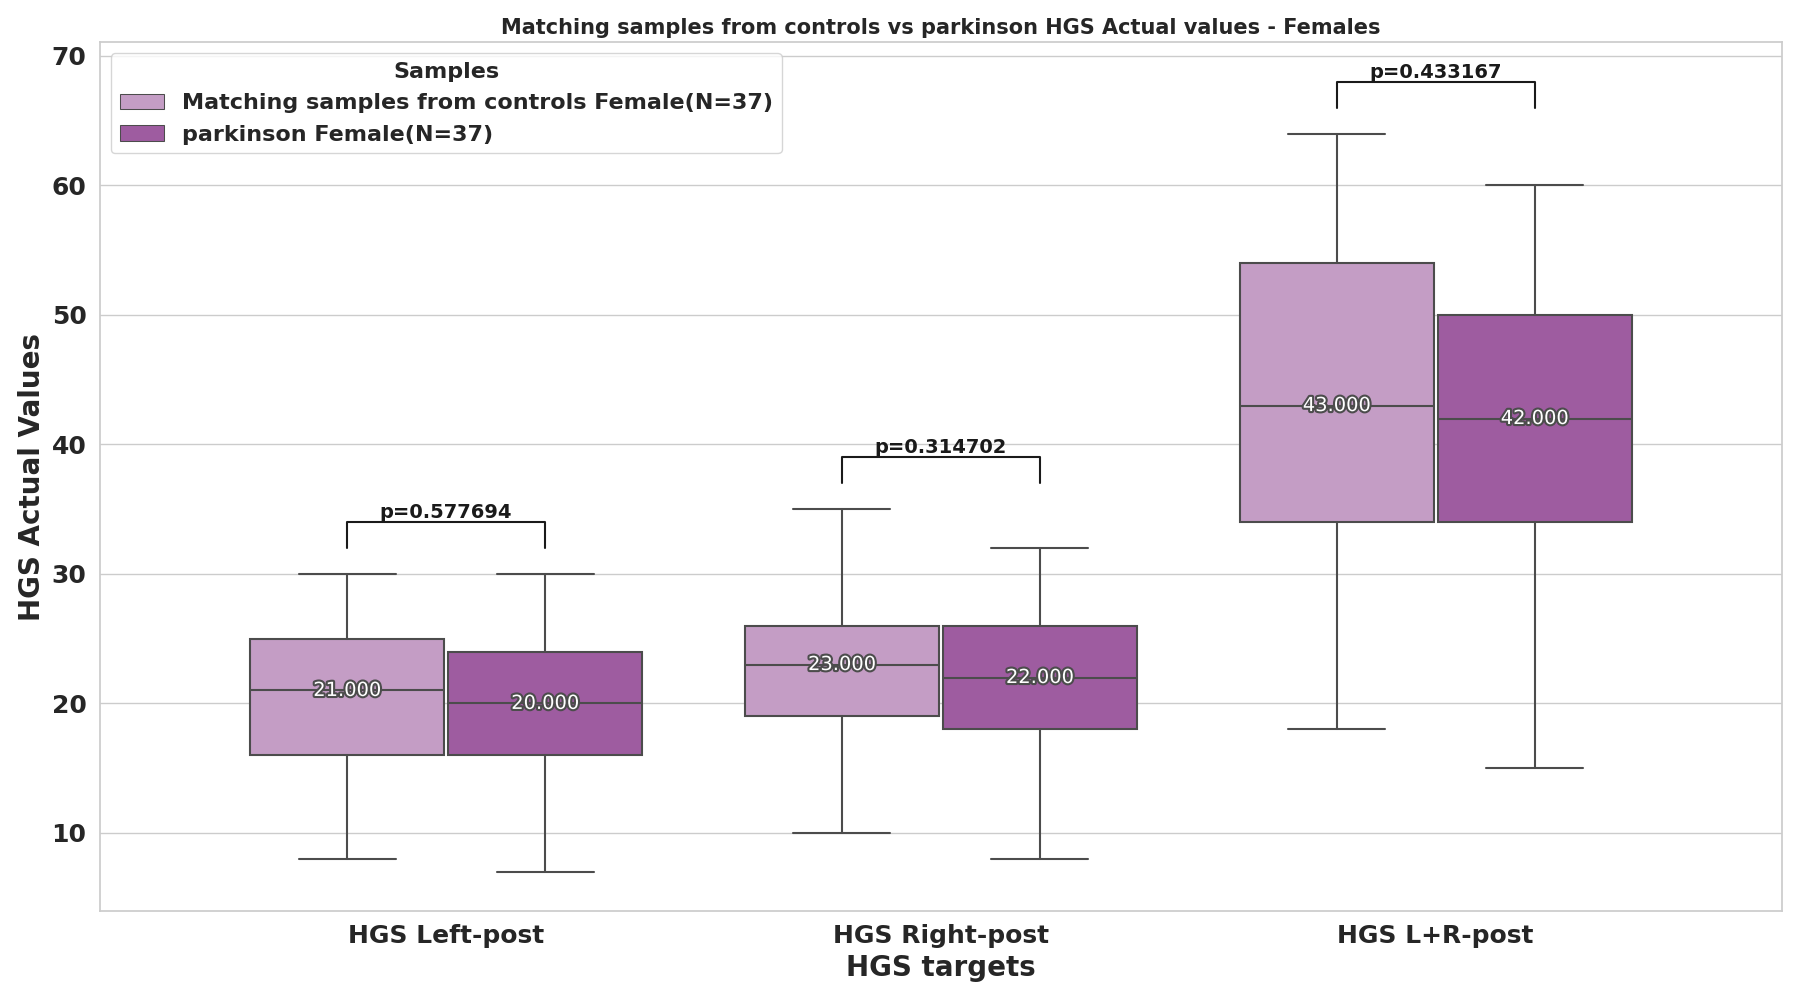 Matching samples from controls vs parkinson HGS Actual values - Females
Samples
Matching samples from controls Female(N=37)
parkinson Female(N=37)
HGS Actual Values
70
60
50
40
30
20
10
p=0.577694
p=0.314702
p=0.433167
21.000
20.000
23.000
22.000
43.000
42.000
HGS Left-post
HGS Right-post
HGS L+R-post
HGS targets